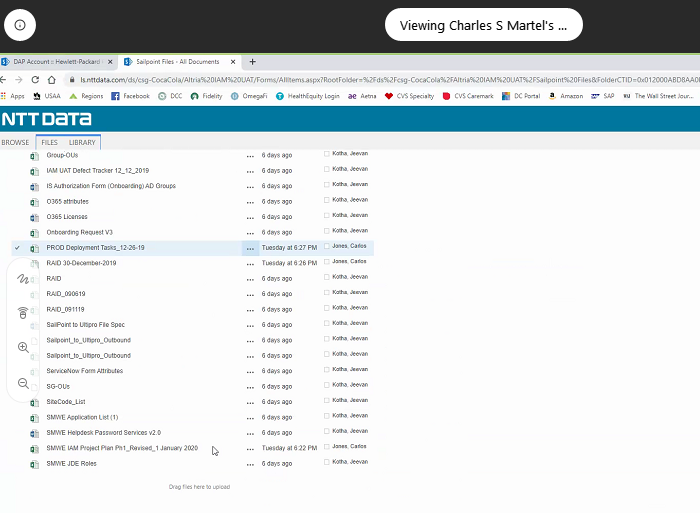 Viewing Charles S Martel's ...
DAP Account :: Hewlett-Packard × Sailpoint Files - All Documents × +
ls.nttdata.com/ds/csg-CocaCola/Altria%20IAM%20UAT/Forms/AllItems.aspx?RootFolder=%2Fds%2Fcsg-CocaCola%2FAltria%20IAM%20UAT%2FSailpoint%20Files&FolderCTID=0x012000ABD8AA0
Apps USAA Regions Facebook DCC Fidelity OmegaFi HealthEquity Login ae Aetna CVS Specialty CVS Caremark DC Portal Amazon SAP The Wall Street Jour...
NTT DATA
BROWSE FILES LIBRARY
Group-OUs ... 6 days ago Kotha, Jeevan
IAM UAT Defect Tracker 12_12_2019 ... 6 days ago Kotha, Jeevan
IS Authorization Form (Onboarding) AD Groups ... 6 days ago Kotha, Jeevan
O365 attributes ... 6 days ago Kotha, Jeevan
O365 Licenses ... 6 days ago Kotha, Jeevan
Onboarding Request V3 ... 6 days ago Kotha, Jeevan
PROD Deployment Tasks_12-26-19 ... Tuesday at 6:27 PM Jones, Carlos
RAID 30-December-2019 ... Tuesday at 6:26 PM Jones, Carlos
RAID ... 6 days ago Kotha, Jeevan
RAID_090619 ... 6 days ago Kotha, Jeevan
RAID_091119 ... 6 days ago Kotha, Jeevan
SailPoint to Ultipro File Spec ... 6 days ago Kotha, Jeevan
Sailpoint_to_Ultipro_Outbound ... 6 days ago Kotha, Jeevan
Sailpoint_to_Ultipro_Outbound ... 6 days ago Kotha, Jeevan
ServiceNow Form Attributes ... 6 days ago Kotha, Jeevan
SG-OUs ... 6 days ago Kotha, Jeevan
SiteCode_List ... 6 days ago Kotha, Jeevan
SMWE Application List (1) ... 6 days ago Kotha, Jeevan
SMWE Helpdesk Password Services v2.0 ... 6 days ago Kotha, Jeevan
SMWE IAM Project Plan Ph1_Revised_1 January 2020 ... Tuesday at 6:22 PM Jones, Carlos
SMWE JDE Roles ... 6 days ago Kotha, Jeevan
Drag files here to upload